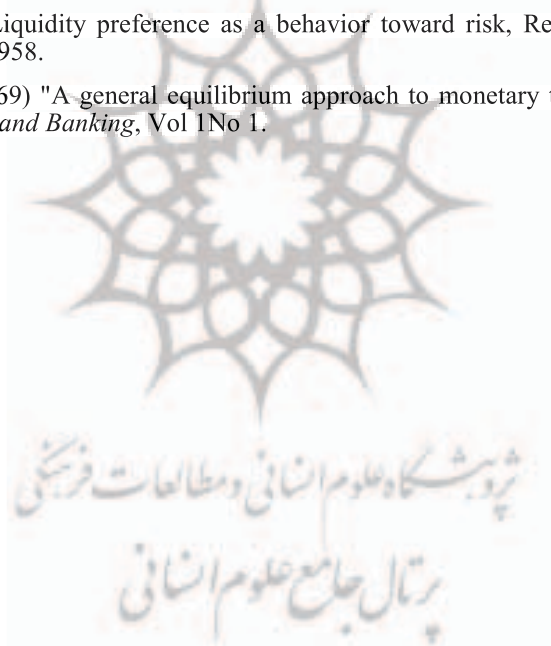 Liquidity preference as a behavior toward risk, Re
958.
69) "A general equilibrium approach to monetary t
and Banking, Vol 1No 1.
پژوهشگاه علوم انسانی و مطالعات فرهنگی
پرتال جامع علوم انسانی